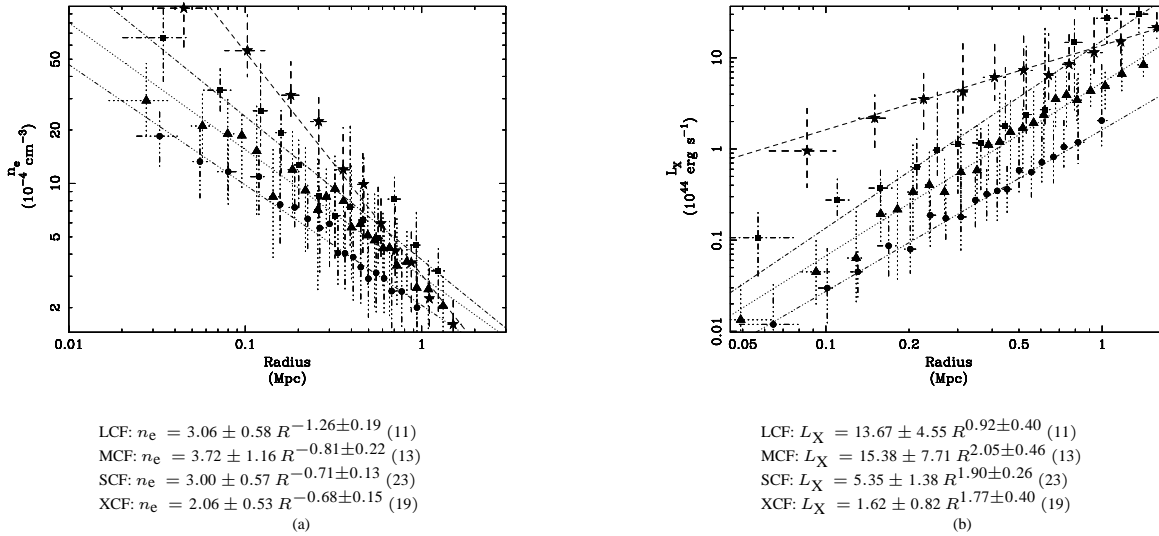 50
20
10
5
2
n_e
(10^-4 cm^-3)
0.01
0.1
1
Radius
(Mpc)
LCF: n_e = 3.06 ± 0.58 R^−1.26±0.19 (11)
MCF: n_e = 3.72 ± 1.16 R^−0.81±0.22 (13)
SCF: n_e = 3.00 ± 0.57 R^−0.71±0.13 (23)
XCF: n_e = 2.06 ± 0.53 R^−0.68±0.15 (19)
(a)
10
1
0.1
0.01
L_X
(10^44 erg s^-1)
0.05
0.1
0.2
0.5
1
Radius
(Mpc)
LCF: L_X = 13.67 ± 4.55 R^0.92±0.40 (11)
MCF: L_X = 15.38 ± 7.71 R^2.05±0.46 (13)
SCF: L_X = 5.35 ± 1.38 R^1.90±0.26 (23)
XCF: L_X = 1.62 ± 0.82 R^1.77±0.40 (19)
(b)